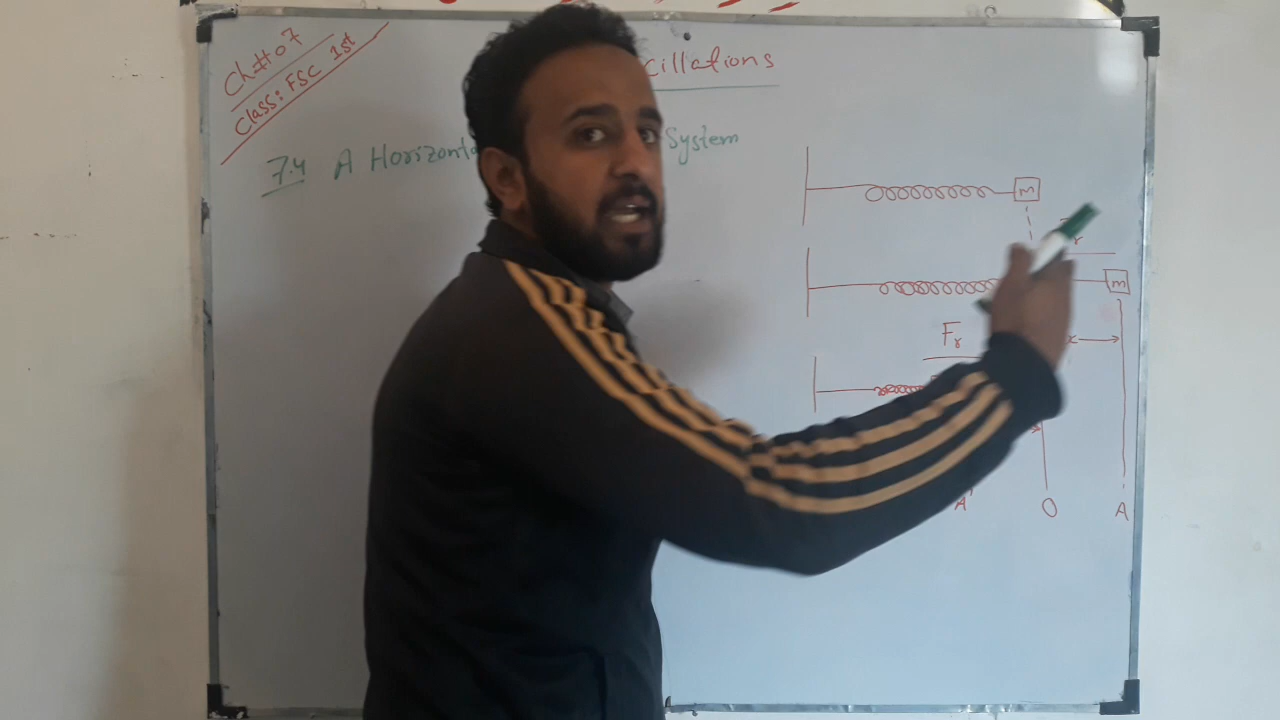 Ch#07
Class: FSC 1st
cillations
7.4 A Horizonta System
m
m
Fr
x
A' O A